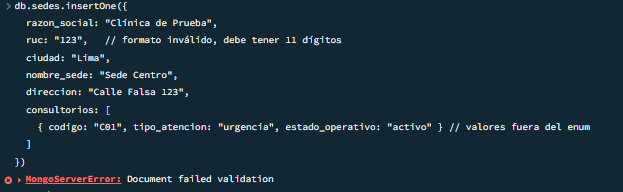 db.sedes.insertOne({
razon_social: "Clínica de Prueba",
ruc: "123",   // formato inválido, debe tener 11 dígitos
ciudad: "Lima",
nombre_sede: "Sede Centro",
direccion: "Calle Falsa 123",
consultorios: [
{ codigo: "C01", tipo_atencion: "urgencia", estado_operativo: "activo" } // valores fuera del enum
]
})
MongoServerError: Document failed validation